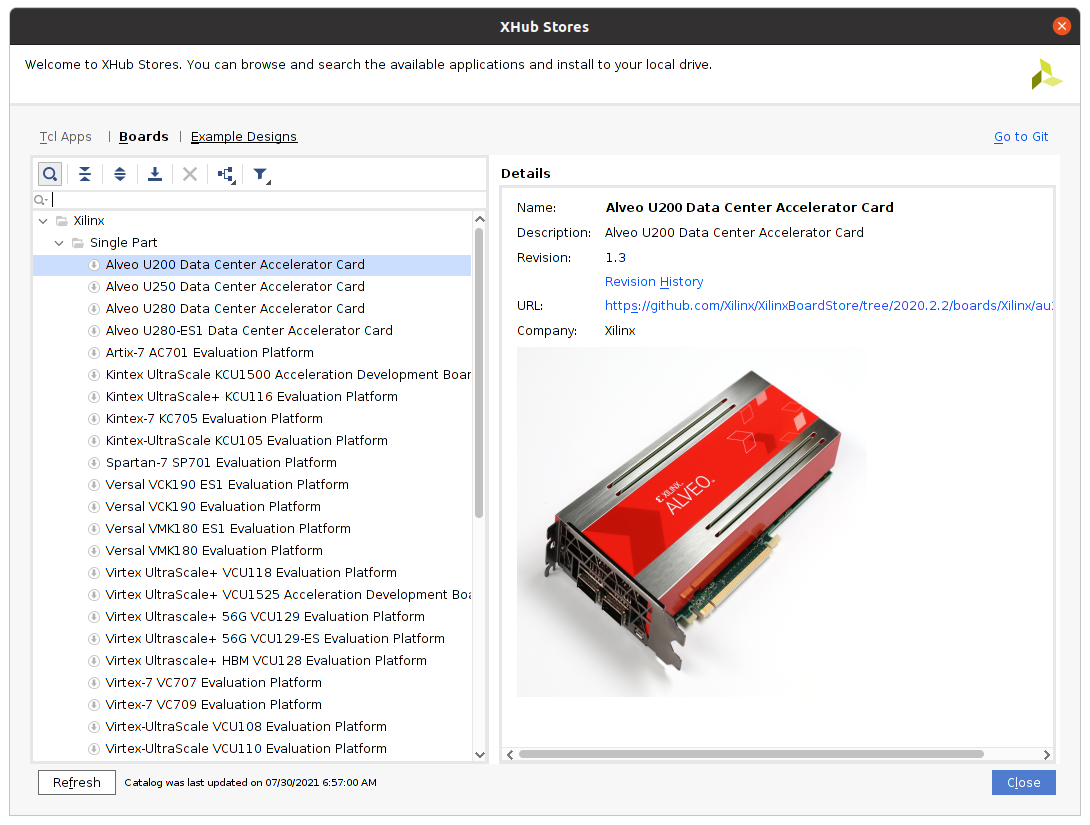 XHub Stores
Welcome to XHub Stores. You can browse and search the available applications and install to your local drive.
Tcl Apps | Boards | Example Designs
Go to Git
Xilinx
Single Part
Alveo U200 Data Center Accelerator Card
Alveo U250 Data Center Accelerator Card
Alveo U280 Data Center Accelerator Card
Alveo U280-ES1 Data Center Accelerator Card
Artix-7 AC701 Evaluation Platform
Kintex UltraScale KCU1500 Acceleration Development Boar
Kintex UltraScale+ KCU116 Evaluation Platform
Kintex-7 KC705 Evaluation Platform
Kintex-UltraScale KCU105 Evaluation Platform
Spartan-7 SP701 Evaluation Platform
Versal VCK190 ES1 Evaluation Platform
Versal VCK190 Evaluation Platform
Versal VMK180 ES1 Evaluation Platform
Versal VMK180 Evaluation Platform
Virtex UltraScale+ VCU118 Evaluation Platform
Virtex UltraScale+ VCU1525 Acceleration Development Boa
Virtex Ultrascale+ 56G VCU129 Evaluation Platform
Virtex Ultrascale+ 56G VCU129-ES Evaluation Platform
Virtex Ultrascale+ HBM VCU128 Evaluation Platform
Virtex-7 VC707 Evaluation Platform
Virtex-7 VC709 Evaluation Platform
Virtex-UltraScale VCU108 Evaluation Platform
Virtex-UltraScale VCU110 Evaluation Platform
Details
Name: Alveo U200 Data Center Accelerator Card
Description: Alveo U200 Data Center Accelerator Card
Revision: 1.3
Revision History
URL: https://github.com/Xilinx/XilinxBoardStore/tree/2020.2.2/boards/Xilinx/au
Company: Xilinx
XILINX
ALVEO
Refresh
Catalog was last updated on 07/30/2021 6:57:00 AM
Close